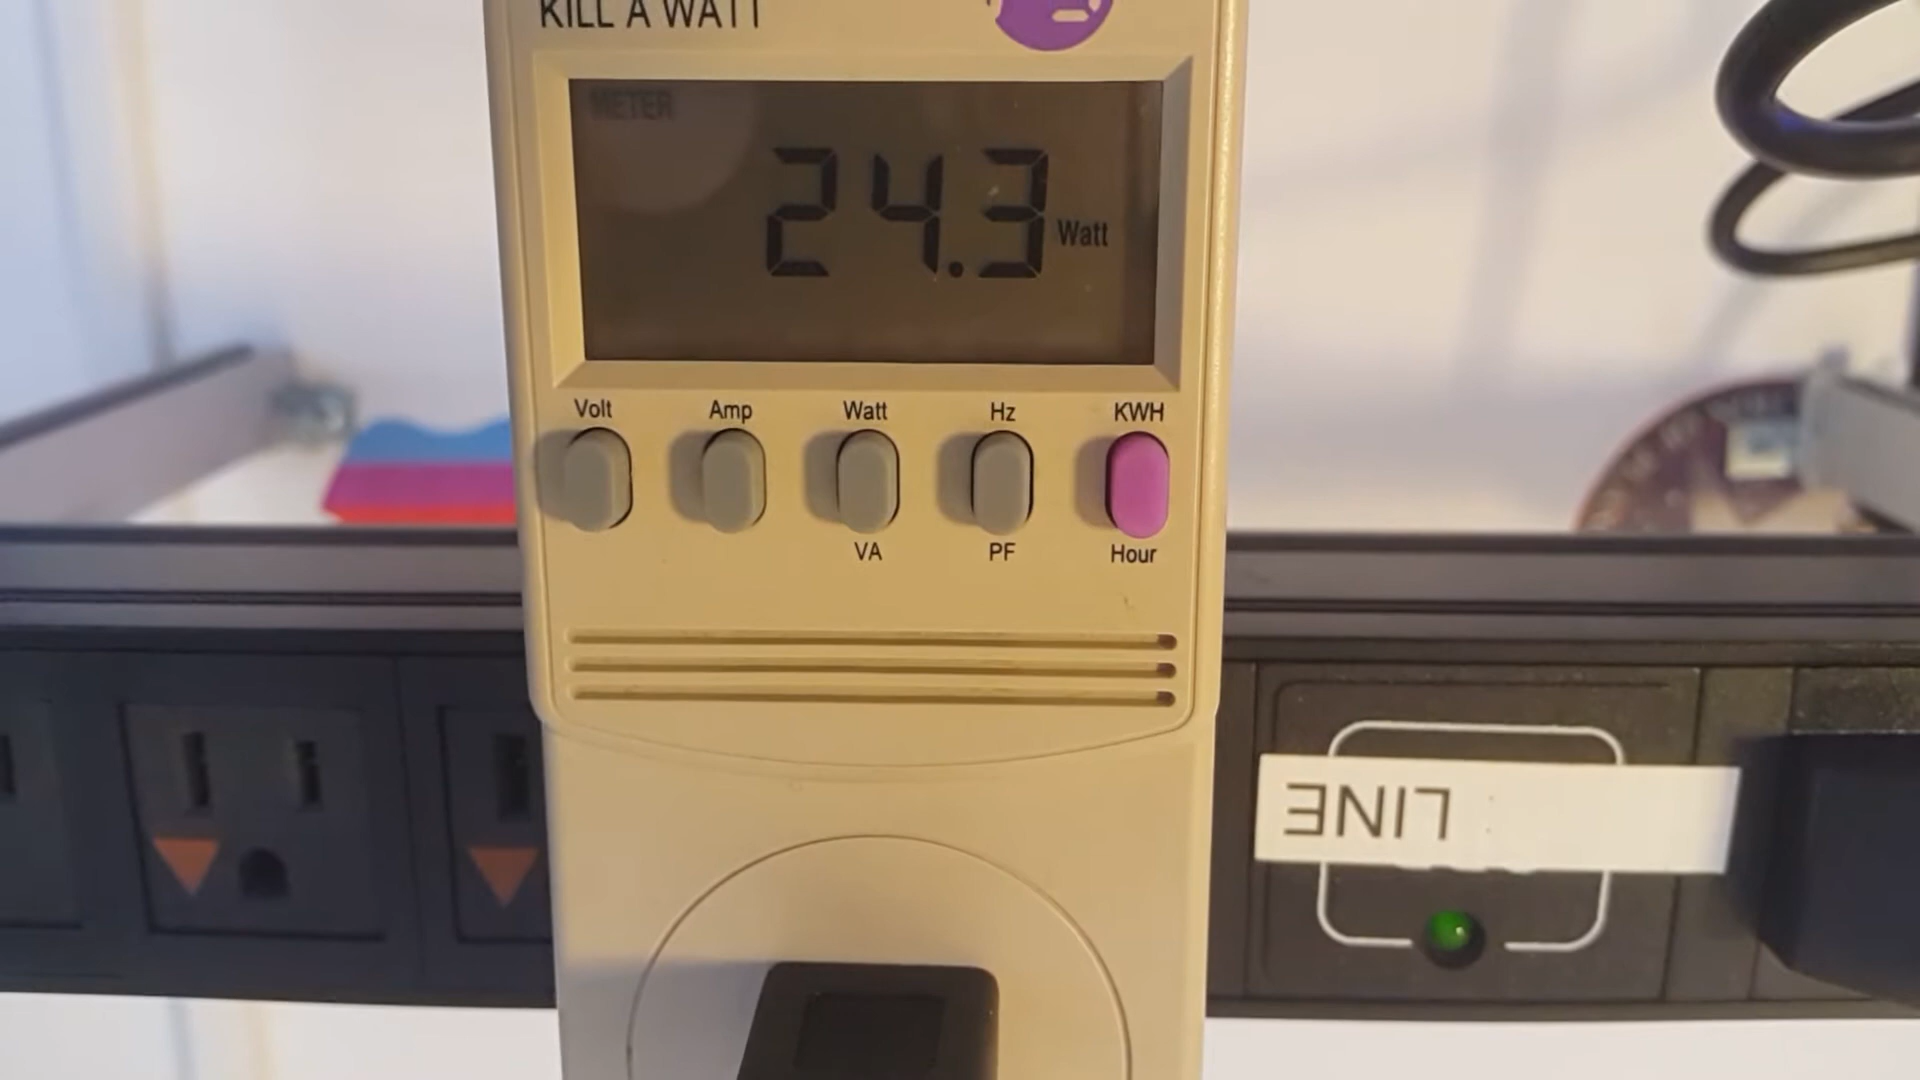 KILL A WATT
METER
24.3 Watt
Volt Amp Watt Hz KWH
VA PF Hour
LINE